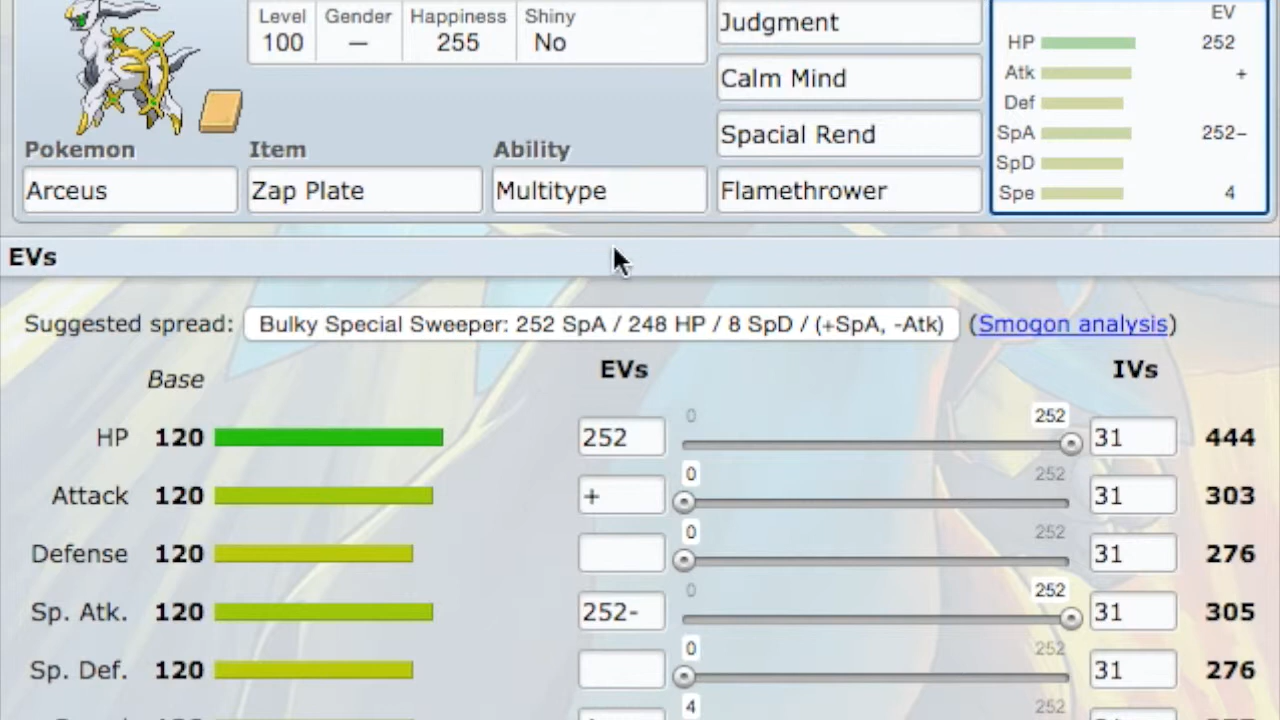 Level Gender Happiness Shiny
100 — 255 No
Judgment
Calm Mind
Spacial Rend
Flamethrower
Pokemon Item Ability
Arceus Zap Plate Multitype
EV
HP 252
Atk +
Def
SpA 252−
SpD
Spe 4
EVs
Suggested spread: Bulky Special Sweeper: 252 SpA / 248 HP / 8 SpD / (+SpA, -Atk) (Smogon analysis)
Base EVs IVs
HP 120 252 0 252 31 444
Attack 120 + 0 252 31 303
Defense 120 0 252 31 276
Sp. Atk. 120 252- 0 252 31 305
Sp. Def. 120 0 252 31 276
4 252